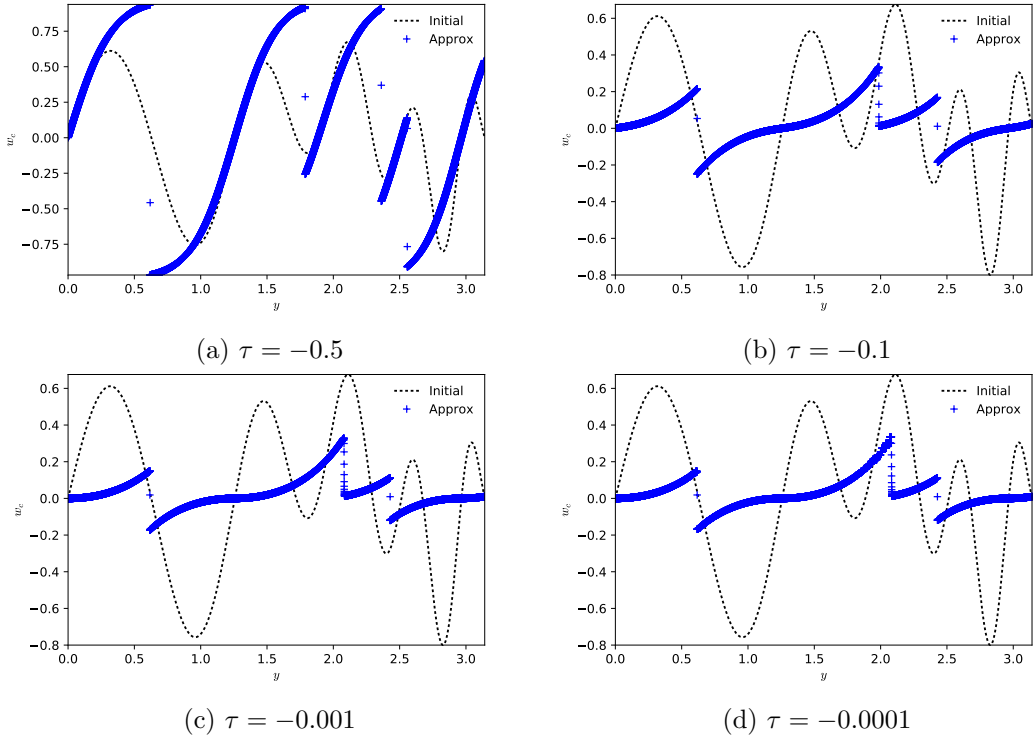 0.75
0.50
0.25
0.00
−0.25
−0.50
−0.75
w_c
Initial
Approx
0.0 0.5 1.0 1.5 2.0 2.5 3.0
y
(a) τ = −0.5
0.6
0.4
0.2
0.0
−0.2
−0.4
−0.6
−0.8
w_c
Initial
Approx
0.0 0.5 1.0 1.5 2.0 2.5 3.0
y
(b) τ = −0.1
0.6
0.4
0.2
0.0
−0.2
−0.4
−0.6
−0.8
w_c
Initial
Approx
0.0 0.5 1.0 1.5 2.0 2.5 3.0
y
(c) τ = −0.001
0.6
0.4
0.2
0.0
−0.2
−0.4
−0.6
−0.8
w_c
Initial
Approx
0.0 0.5 1.0 1.5 2.0 2.5 3.0
y
(d) τ = −0.0001